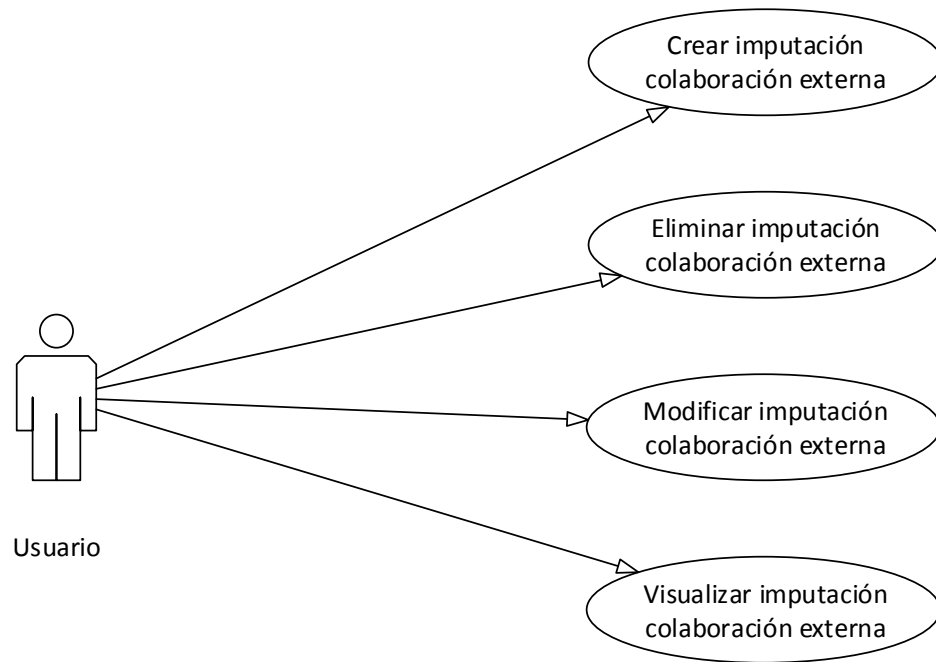 Crear imputación
colaboración externa
Eliminar imputación
colaboración externa
Modificar imputación
colaboración externa
Usuario
Visualizar imputación
colaboración externa